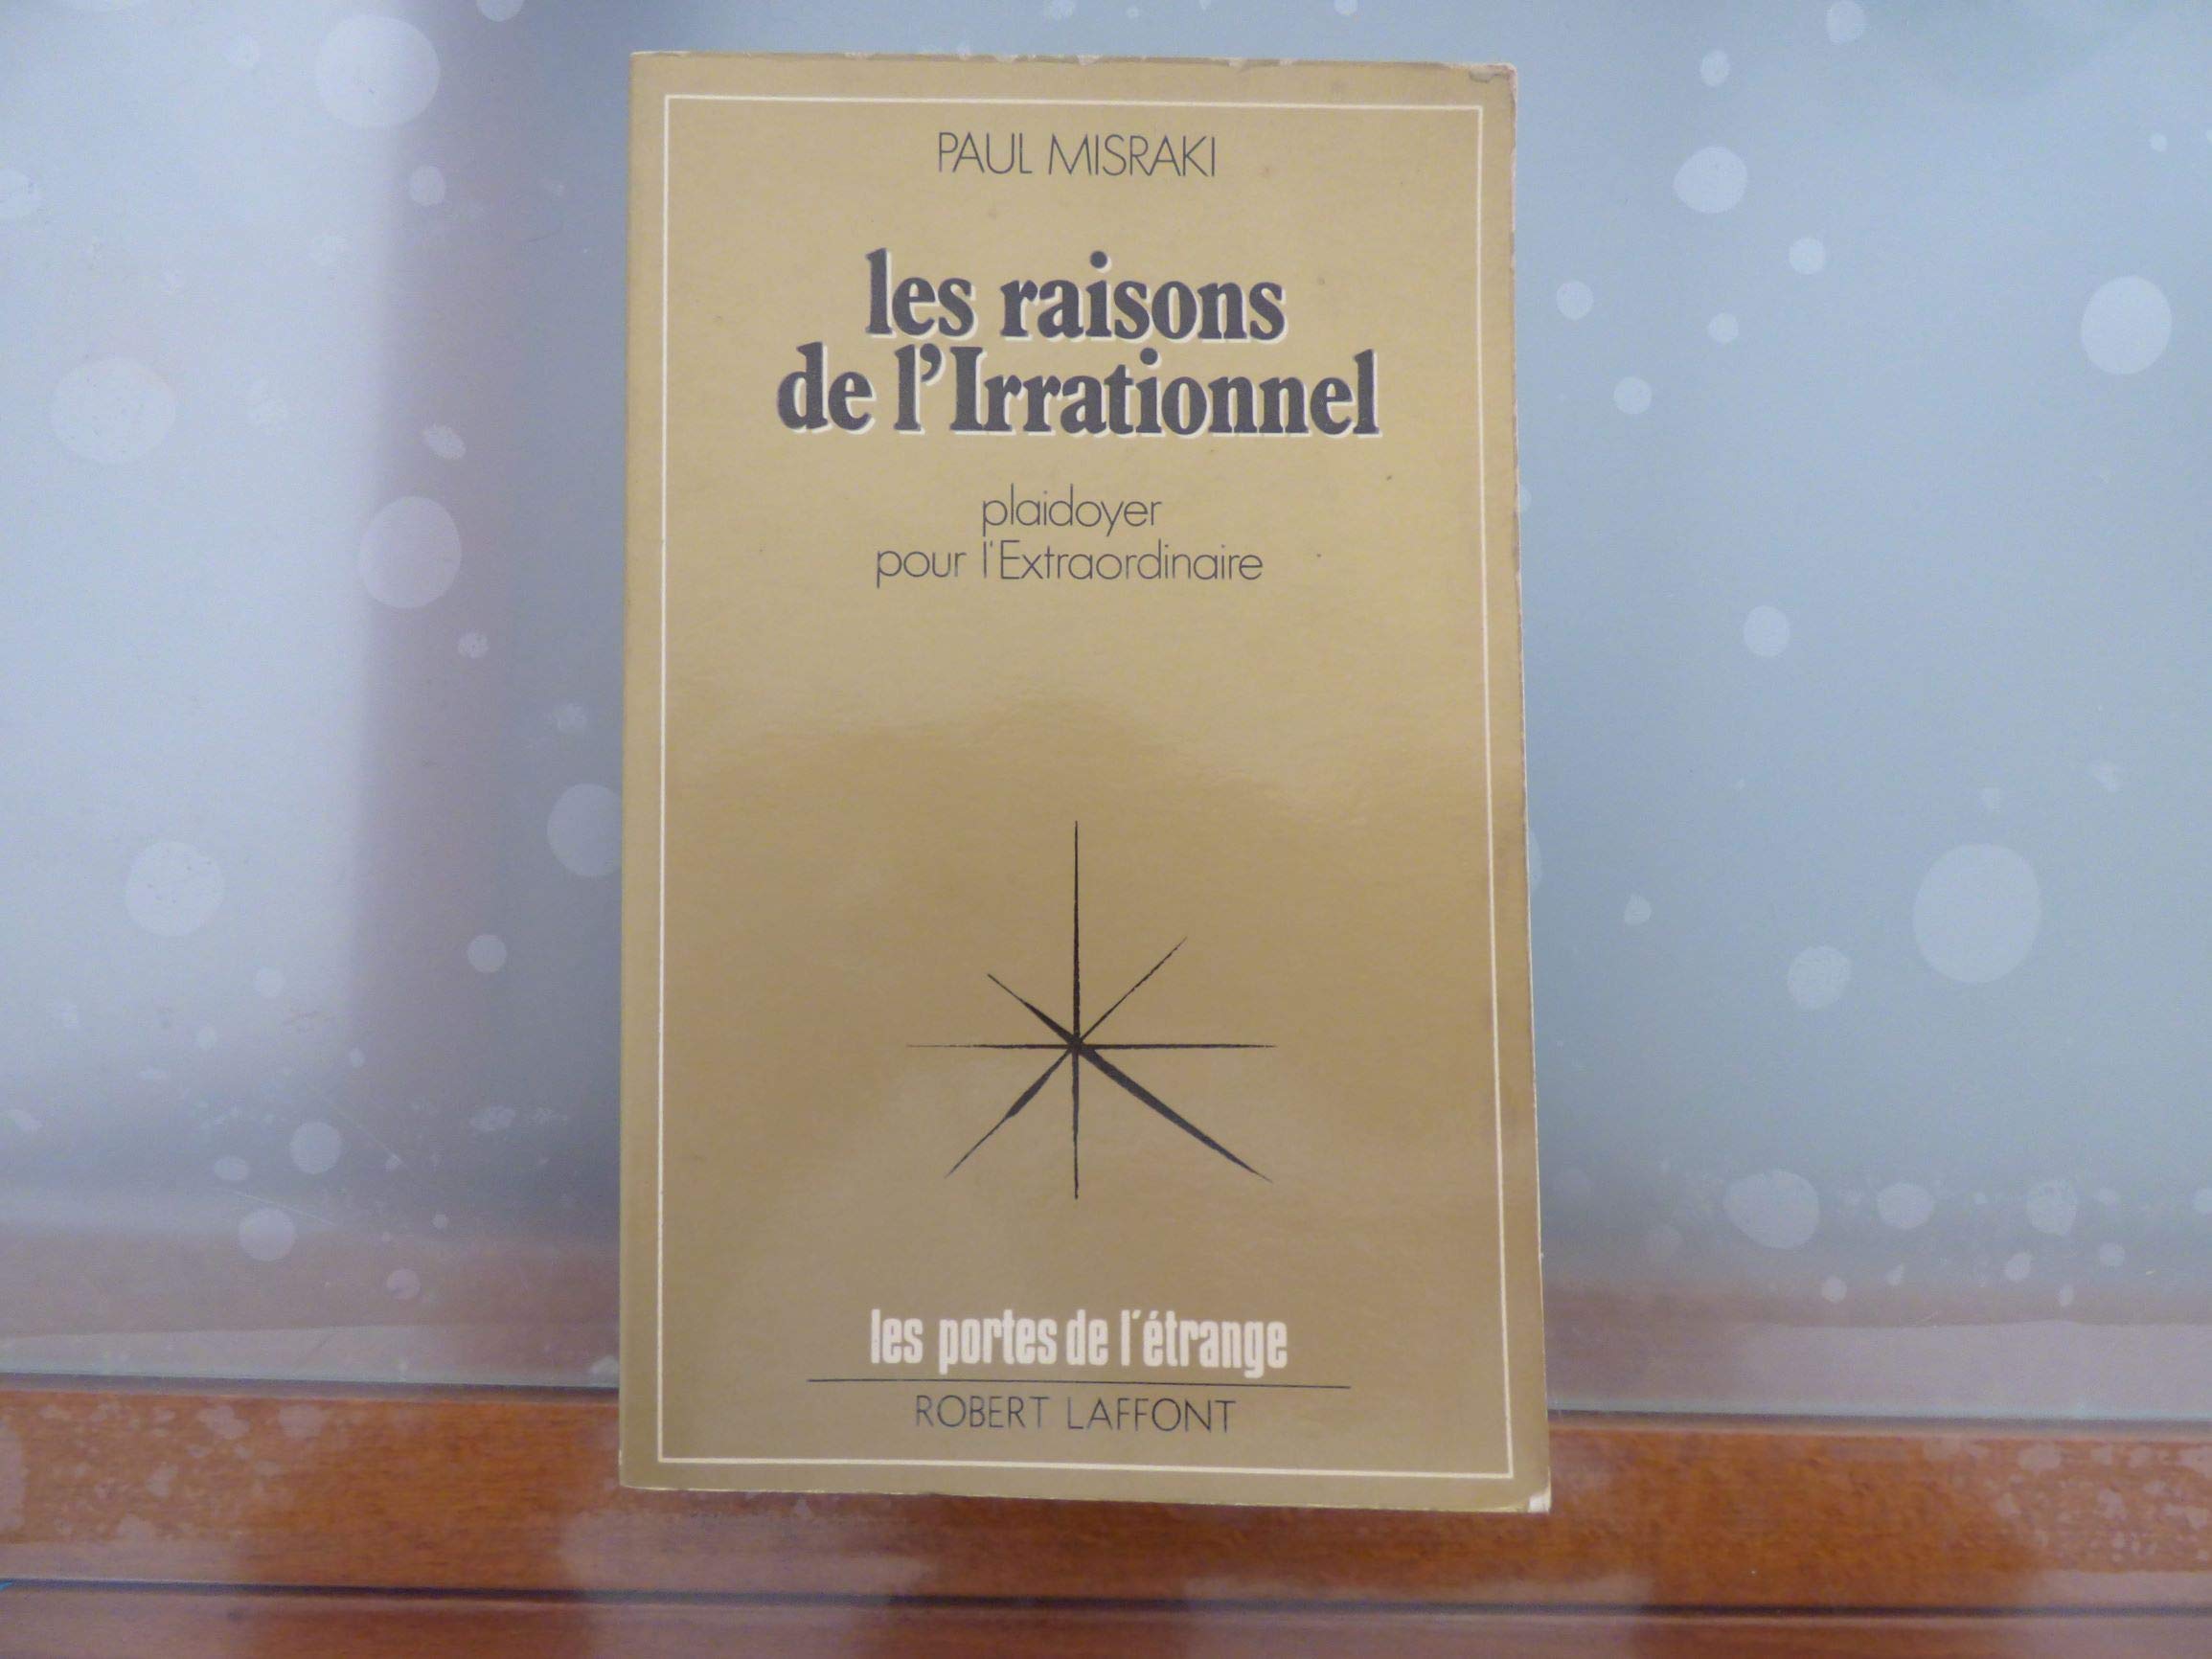 PAUL MISRAKI
les raisons
de l'Irrationnel
plaidoyer
pour l'Extraordinaire
les portes de l'étrange
ROBERT LAFFONT